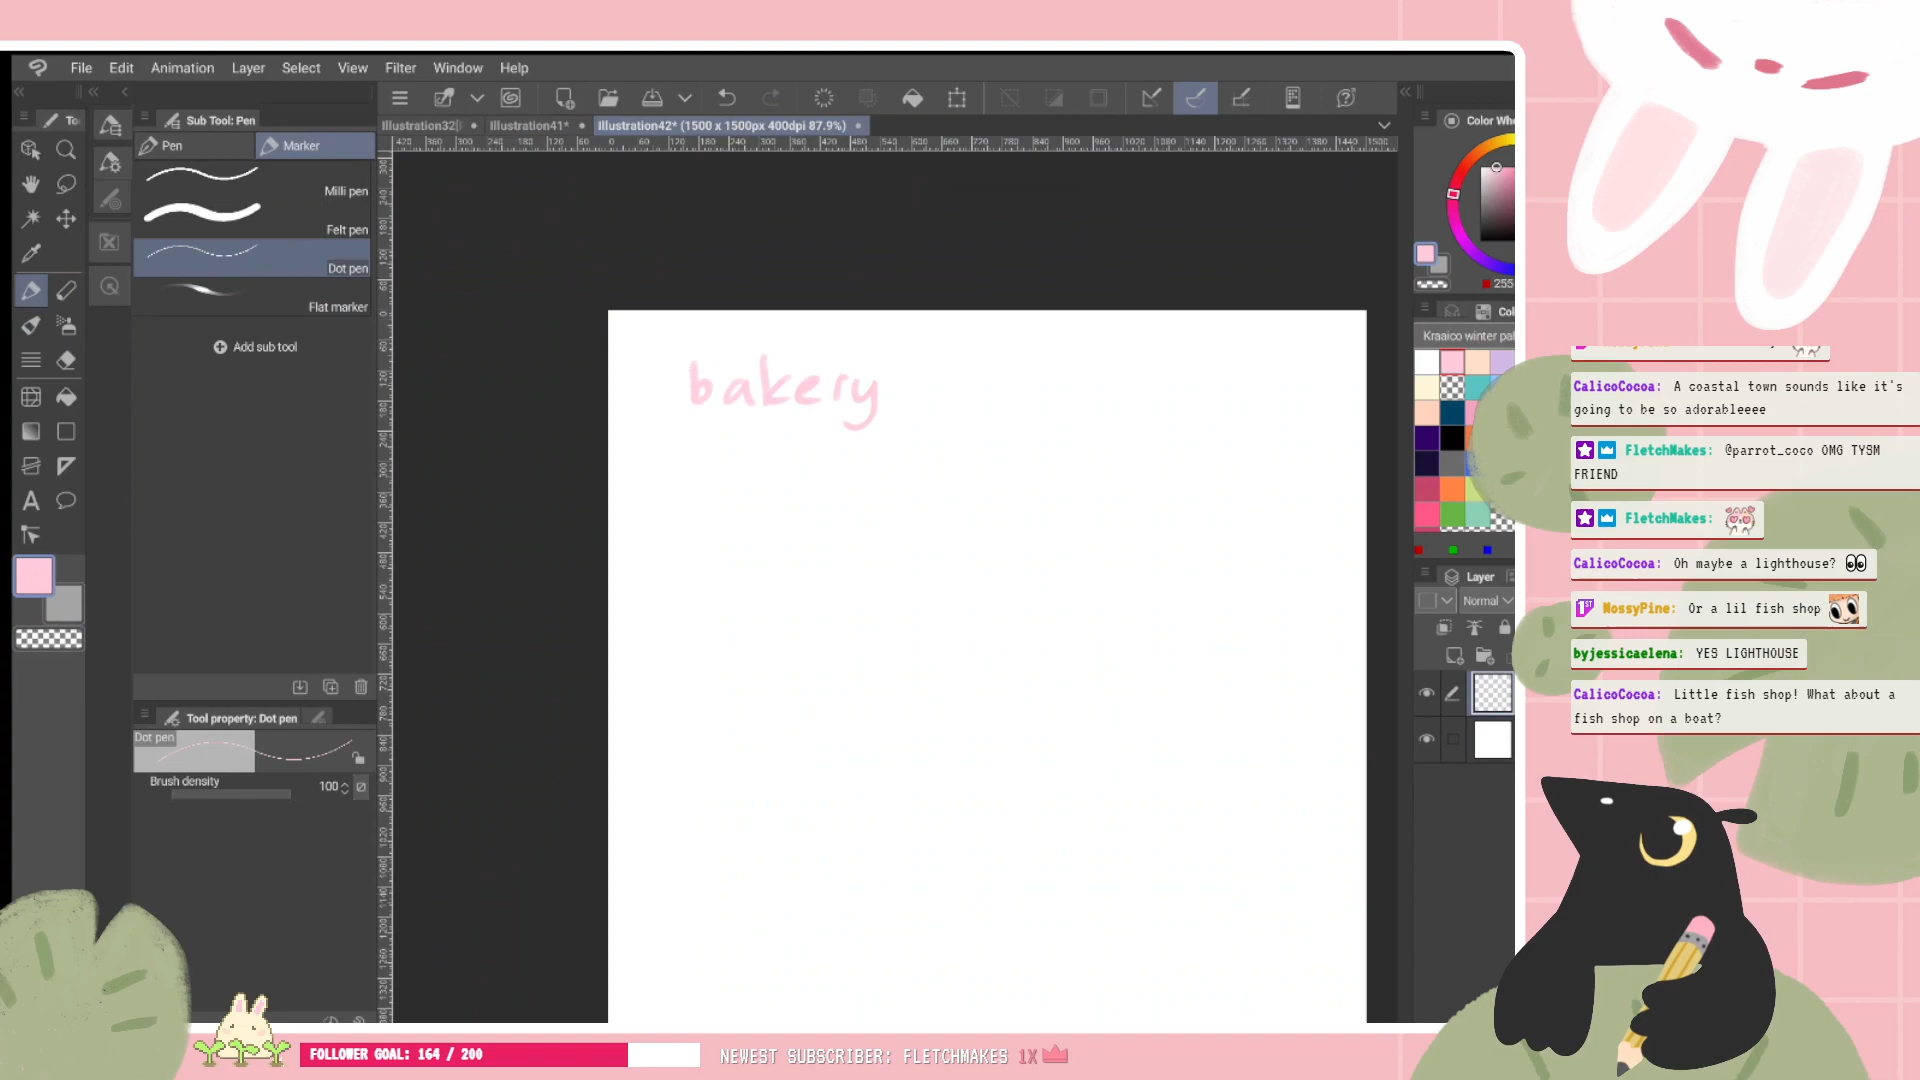 File Edit Animation Layer Select View Filter Window Help
Sub Tool: Pen
Illustration32 Illustration41* Illustration42* (1500 x 1500px 400dpi 87.9%)
Pen Marker
Milli pen
Felt pen
Dot pen
Flat marker
Add sub tool
Tool property: Dot pen
Dot pen
Brush density 100
bakery
Color Whe
255
Col
Kraaico winter pal
Layer
Normal
CalicoCocoa: A coastal town sounds like it's
going to be so adorableeee
FletchMakes: @parrot_coco OMG TYSM
FRIEND
FletchMakes:
CalicoCocoa: Oh maybe a lighthouse?
1ST MossyPine: Or a lil fish shop
byjessicaelena: YES LIGHTHOUSE
CalicoCocoa: Little fish shop! What about a
fish shop on a boat?
FOLLOWER GOAL: 164 / 200
NEWEST SUBSCRIBER: FLETCHMAKES 1X